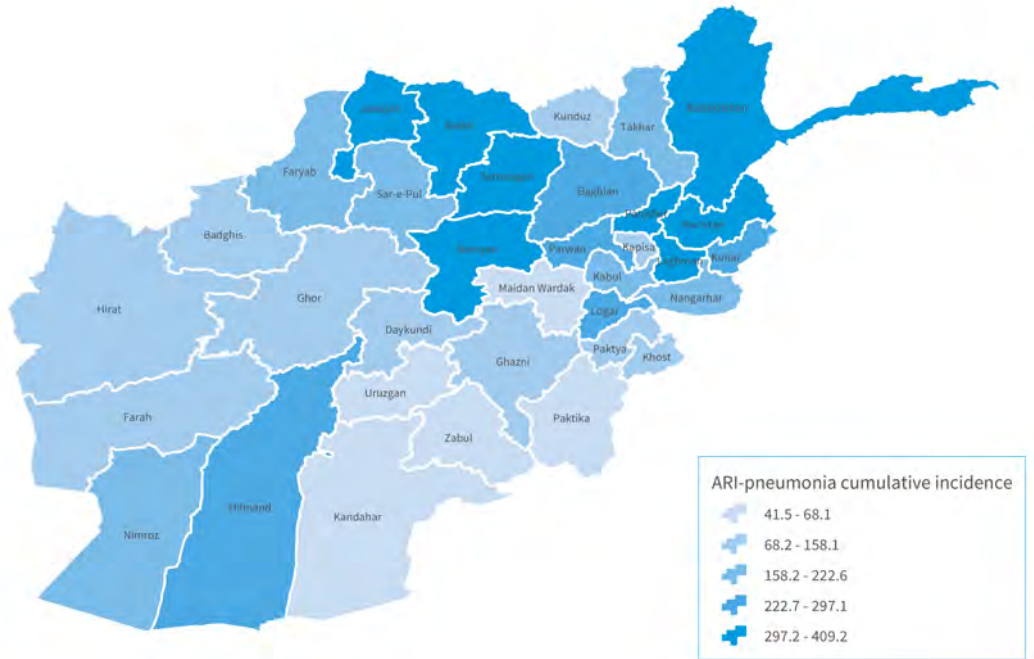 Badakhshan
Jawzjan
Balkh
Kunduz
Takhar
Faryab
Samangan
Baghlan
Sar-e-Pul
Panjsher
Nuristan
Badghis
Bamyan
Parwan
Kapisa
Laghman
Kunar
Kabul
Maidan Wardak
Nangarhar
Ghor
Hirat
Logar
Daykundi
Paktya
Khost
Ghazni
Uruzgan
Farah
Paktika
Zabul
Hilmand
Kandahar
Nimroz
ARI-pneumonia cumulative incidence
41.5 - 68.1
68.2 - 158.1
158.2 - 222.6
222.7 - 297.1
297.2 - 409.2